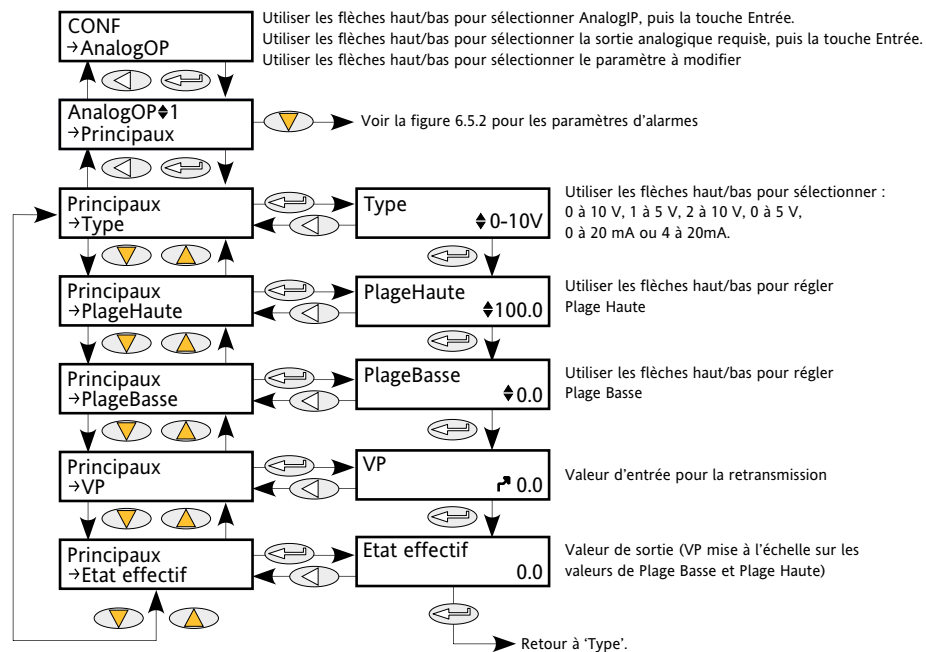 CONF
→AnalogOP
Utiliser les flèches haut/bas pour sélectionner AnalogIP, puis la touche Entrée.
Utiliser les flèches haut/bas pour sélectionner la sortie analogique requise, puis la touche Entrée.
Utiliser les flèches haut/bas pour sélectionner le paramètre à modifier
AnalogOP♦1
→Principaux
Voir la figure 6.5.2 pour les paramètres d'alarmes
Principaux
→Type
Type
♦0-10V
Utiliser les flèches haut/bas pour sélectionner :
0 à 10 V, 1 à 5 V, 2 à 10 V, 0 à 5 V,
0 à 20 mA ou 4 à 20mA.
Principaux
→PlageHaute
PlageHaute
♦100.0
Utiliser les flèches haut/bas pour régler
Plage Haute
Principaux
→PlageBasse
PlageBasse
♦0.0
Utiliser les flèches haut/bas pour régler
Plage Basse
Principaux
→VP
VP
0.0
Valeur d'entrée pour la retransmission
Principaux
→Etat effectif
Etat effectif
0.0
Valeur de sortie (VP mise à l'échelle sur les
valeurs de Plage Basse et Plage Haute)
Retour à 'Type'.